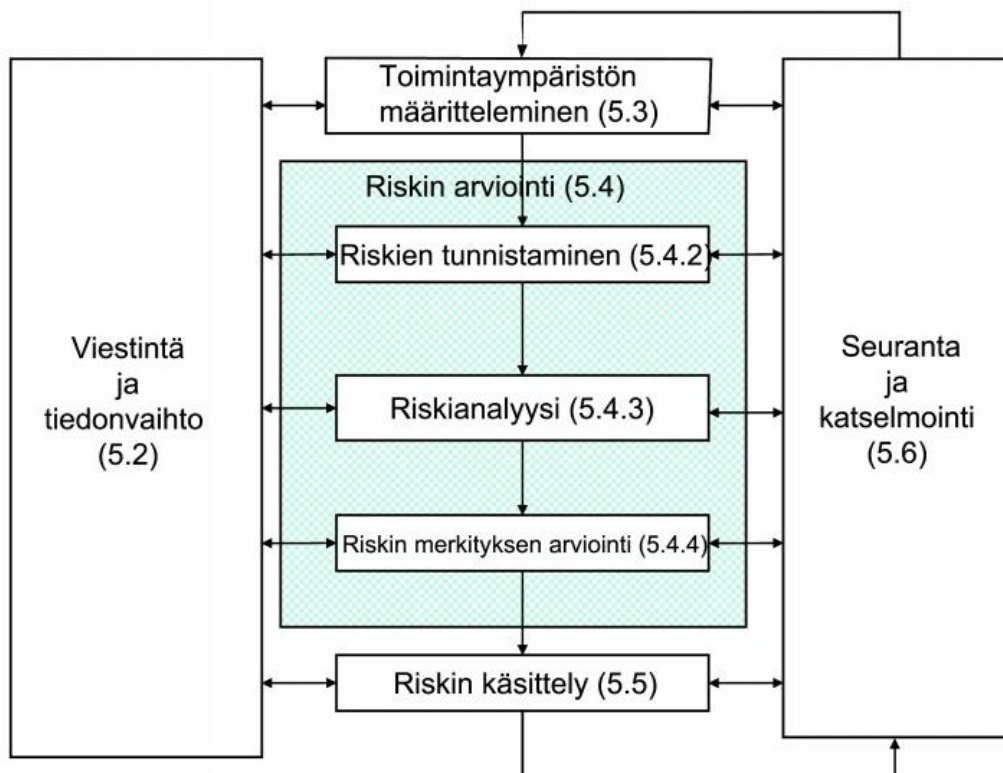 Toimintaympäristön
määritteleminen (5.3)
Riskin arviointi (5.4)
Riskien tunnistaminen (5.4.2)
Viestintä
ja
tiedonvaihto
(5.2)
Riskianalyysi (5.4.3)
Seuranta
ja
katselmointi
(5.6)
Riskin merkityksen arviointi (5.4.4)
Riskin käsittely (5.5)